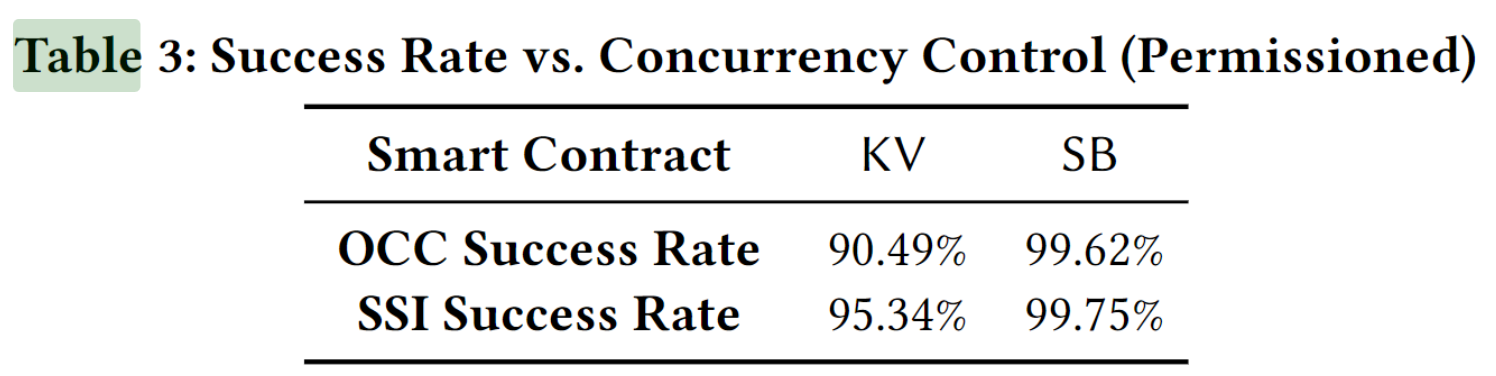 Table 3: Success Rate vs. Concurrency Control (Permissioned)
Smart Contract KV SB
OCC Success Rate 90.49% 99.62%
SSI Success Rate 95.34% 99.75%